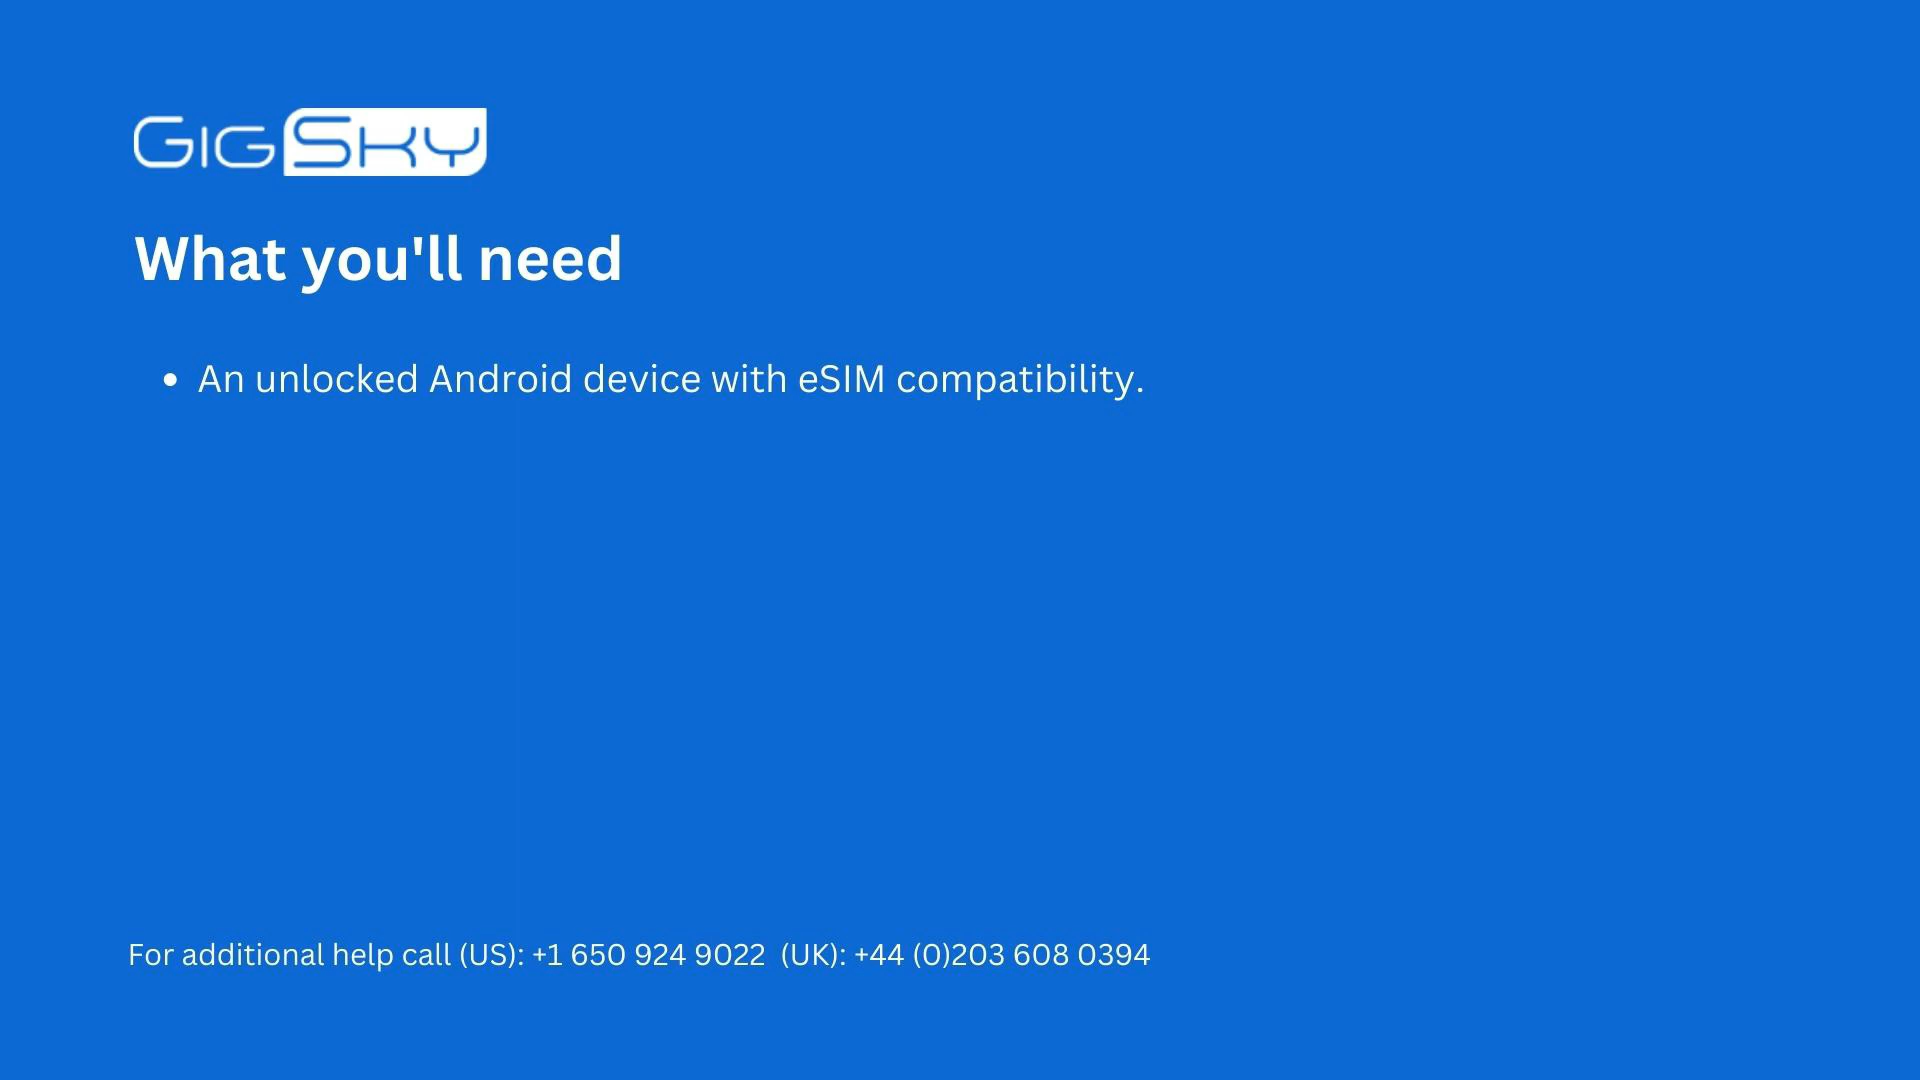 GIGSKY
What you'll need
• An unlocked Android device with eSIM compatibility.
For additional help call (US): +1 650 924 9022  (UK): +44 (0)203 608 0394